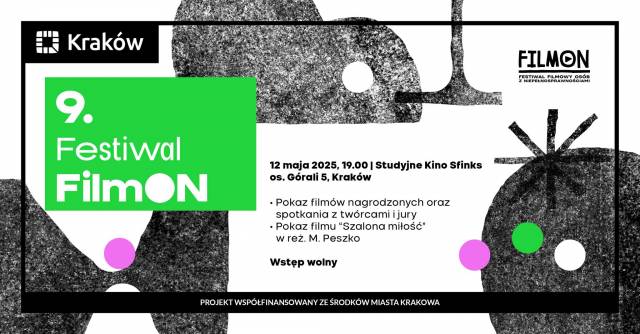 Kraków
FILMON
FESTIWAL FILMOWY OSÓB
Z NIEPEŁNOSPRAWNOŚCIAMI
9.
Festiwal
FilmON
12 maja 2025, 19.00 | Studyjne Kino Sfinks
os. Górali 5, Kraków
• Pokaz filmów nagrodzonych oraz
spotkania z twórcami i jury
• Pokaz filmu "Szalona miłość"
w reż. M. Peszko
Wstęp wolny
PROJEKT WSPÓŁFINANSOWANY ZE ŚRODKÓW MIASTA KRAKOWA